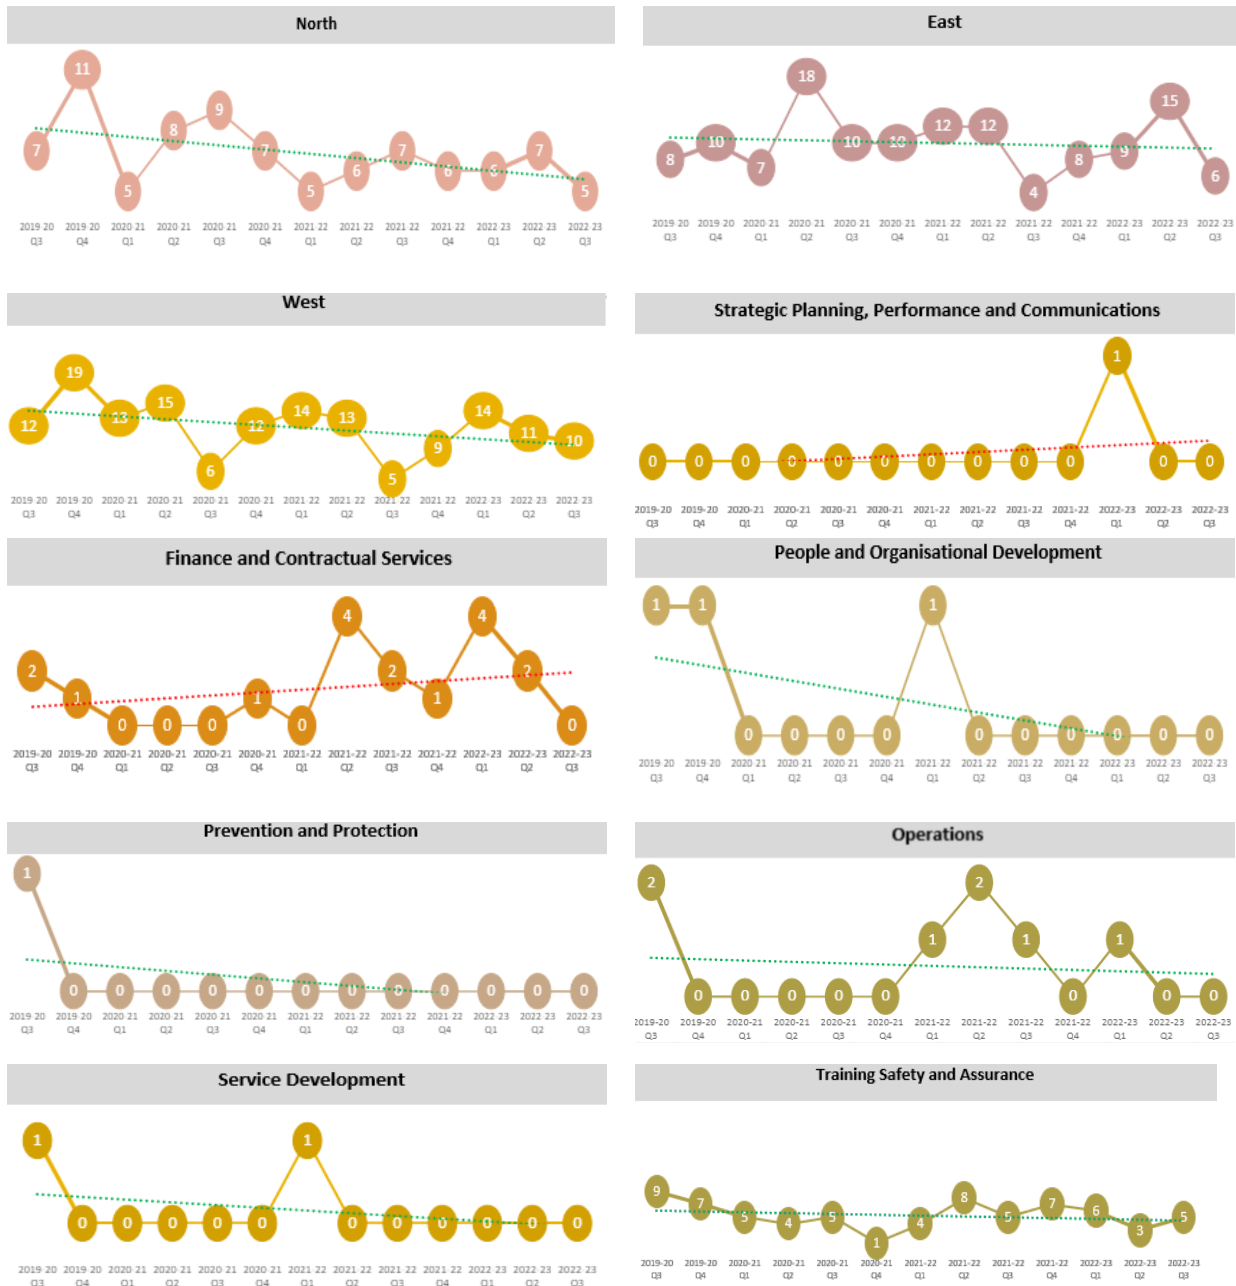 North
7 11 5 8 9 7 5 6 7 6 6 7 5
2019-20 2019-20 2020-21 2020-21 2020-21 2020-21 2021-22 2021-22 2021-22 2021-22 2022-23 2022-23 2022-23
Q3 Q4 Q1 Q2 Q3 Q4 Q1 Q2 Q3 Q4 Q1 Q2 Q3
East
8 10 7 18 10 10 12 12 4 8 9 15 6
2019-20 2019-20 2020-21 2020-21 2020-21 2020-21 2021-22 2021-22 2021-22 2021-22 2022-23 2022-23 2022-23
Q3 Q4 Q1 Q2 Q3 Q4 Q1 Q2 Q3 Q4 Q1 Q2 Q3
West
12 19 13 15 6 12 14 13 5 9 14 11 10
2019-20 2019-20 2020-21 2020-21 2020-21 2020-21 2021-22 2021-22 2021-22 2021-22 2022-23 2022-23 2022-23
Q3 Q4 Q1 Q2 Q3 Q4 Q1 Q2 Q3 Q4 Q1 Q2 Q3
Strategic Planning, Performance and Communications
0 0 0 0 0 0 0 0 0 0 1 0 0
2019-20 2019-20 2020-21 2020-21 2020-21 2020-21 2021-22 2021-22 2021-22 2021-22 2022-23 2022-23 2022-23
Q3 Q4 Q1 Q2 Q3 Q4 Q1 Q2 Q3 Q4 Q1 Q2 Q3
Finance and Contractual Services
2 1 0 0 0 1 0 4 2 1 4 2 0
2019-20 2019-20 2020-21 2020-21 2020-21 2020-21 2021-22 2021-22 2021-22 2021-22 2022-23 2022-23 2022-23
Q3 Q4 Q1 Q2 Q3 Q4 Q1 Q2 Q3 Q4 Q1 Q2 Q3
People and Organisational Development
1 1 0 0 0 0 1 0 0 0 0 0 0
2019-20 2019-20 2020-21 2020-21 2020-21 2020-21 2021-22 2021-22 2021-22 2021-22 2022-23 2022-23 2022-23
Q3 Q4 Q1 Q2 Q3 Q4 Q1 Q2 Q3 Q4 Q1 Q2 Q3
Prevention and Protection
1 0 0 0 0 0 0 0 0 0 0 0 0
2019-20 2019-20 2020-21 2020-21 2020-21 2020-21 2021-22 2021-22 2021-22 2021-22 2022-23 2022-23 2022-23
Q3 Q4 Q1 Q2 Q3 Q4 Q1 Q2 Q3 Q4 Q1 Q2 Q3
Operations
2 0 0 0 0 0 1 2 1 0 1 0 0
2019-20 2019-20 2020-21 2020-21 2020-21 2020-21 2021-22 2021-22 2021-22 2021-22 2022-23 2022-23 2022-23
Q3 Q4 Q1 Q2 Q3 Q4 Q1 Q2 Q3 Q4 Q1 Q2 Q3
Service Development
1 0 0 0 0 0 1 0 0 0 0 0 0
2019-20 2019-20 2020-21 2020-21 2020-21 2020-21 2021-22 2021-22 2021-22 2021-22 2022-23 2022-23 2022-23
Q3 Q4 Q1 Q2 Q3 Q4 Q1 Q2 Q3 Q4 Q1 Q2 Q3
Training Safety and Assurance
9 7 5 4 5 1 4 8 5 7 6 3 5
2019-20 2019-20 2020-21 2020-21 2020-21 2020-21 2021-22 2021-22 2021-22 2021-22 2022-23 2022-23 2022-23
Q3 Q4 Q1 Q2 Q3 Q4 Q1 Q2 Q3 Q4 Q1 Q2 Q3